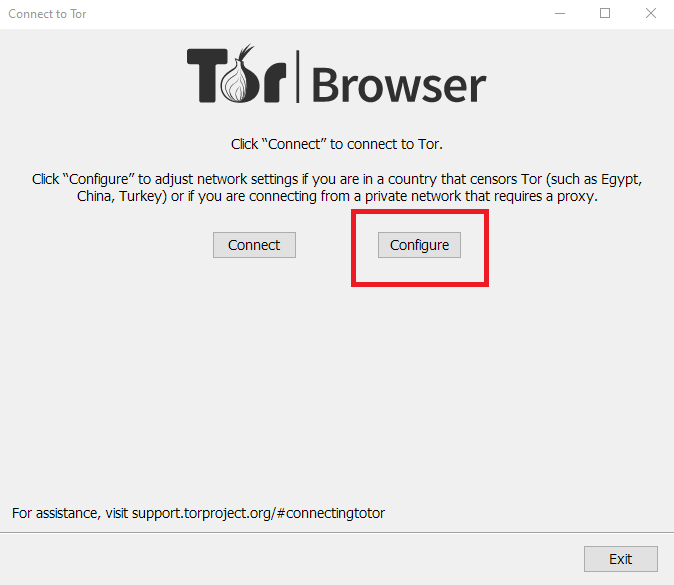 Connect to Tor
Tor Browser
Click “Connect” to connect to Tor.
Click “Configure” to adjust network settings if you are in a country that censors Tor (such as Egypt,
China, Turkey) or if you are connecting from a private network that requires a proxy.
Connect
Configure
For assistance, visit support.torproject.org/#connectingtotor
Exit